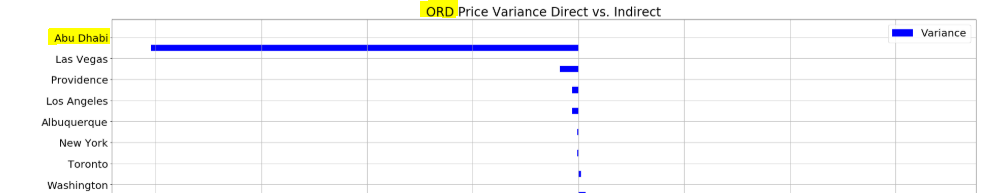 ORD Price Variance Direct vs. Indirect
Variance
Abu Dhabi
Las Vegas
Providence
Los Angeles
Albuquerque
New York
Toronto
Washington